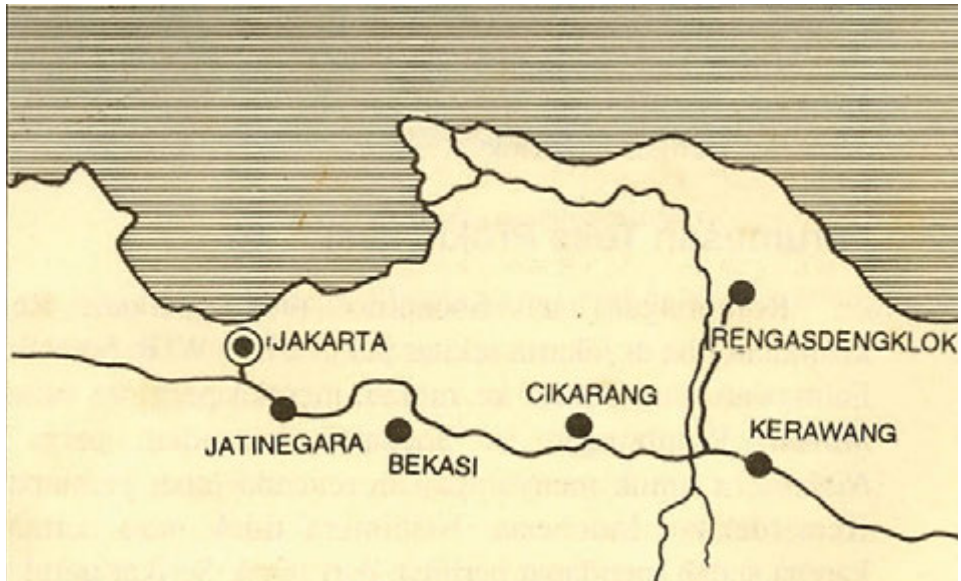 JAKARTA
RENGASDENGKLOK
CIKARANG
JATINEGARA
BEKASI
KERAWANG